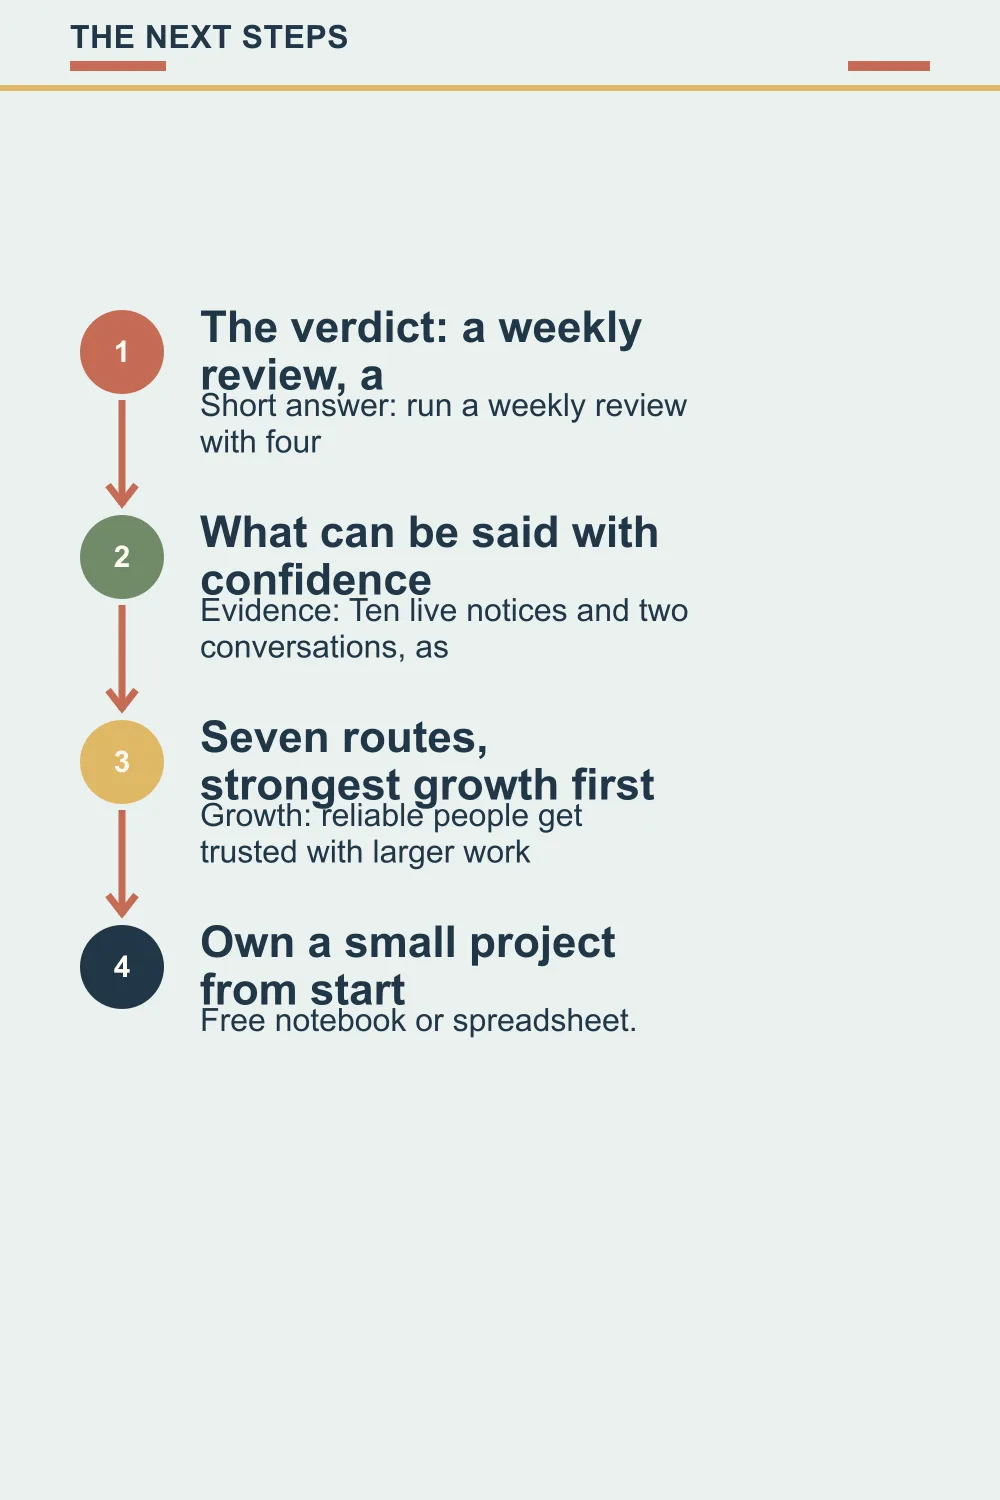 THE NEXT STEPS
1
The verdict: a weekly
review, a
Short answer: run a weekly review
with four
2
What can be said with
confidence
Evidence: Ten live notices and two
conversations, as
3
Seven routes,
strongest growth first
Growth: reliable people get
trusted with larger work
4
Own a small project
from start
Free notebook or spreadsheet.